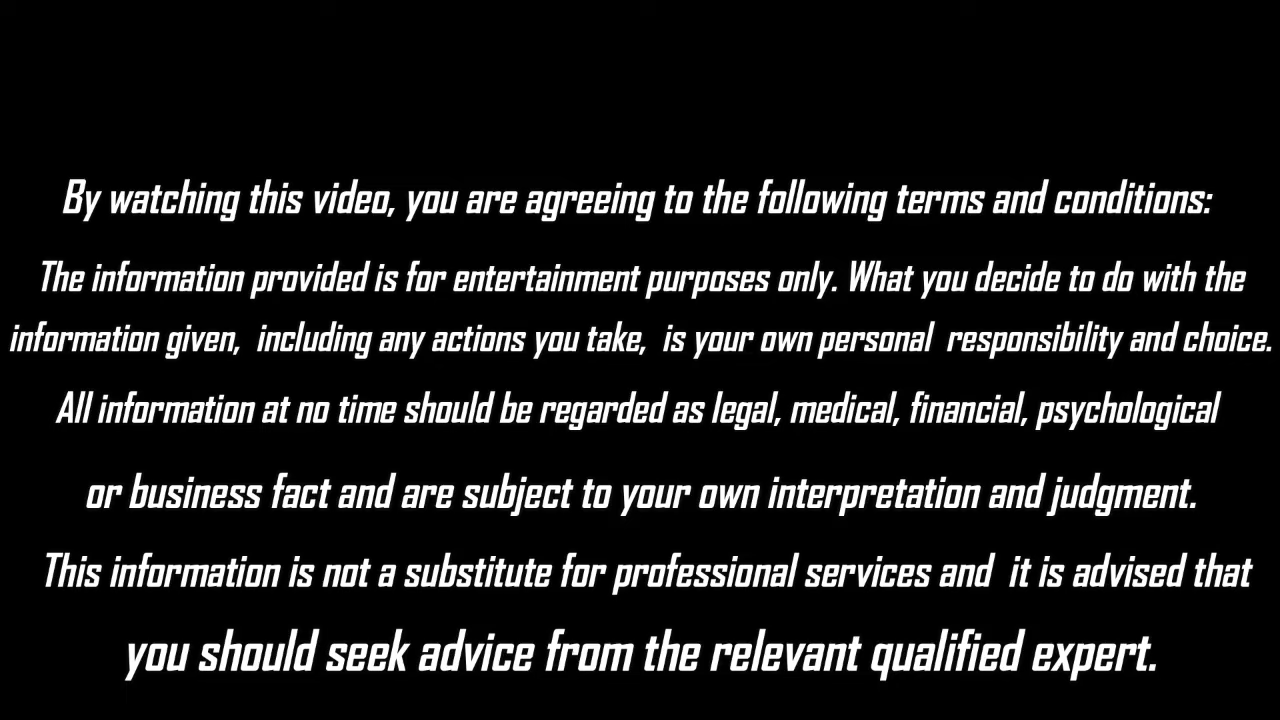 By watching this video, you are agreeing to the following terms and conditions:
The information provided is for entertainment purposes only. What you decide to do with the
information given, including any actions you take, is your own personal responsibility and choice.
All information at no time should be regarded as legal, medical, financial, psychological
or business fact and are subject to your own interpretation and judgment.
This information is not a substitute for professional services and it is advised that
you should seek advice from the relevant qualified expert.